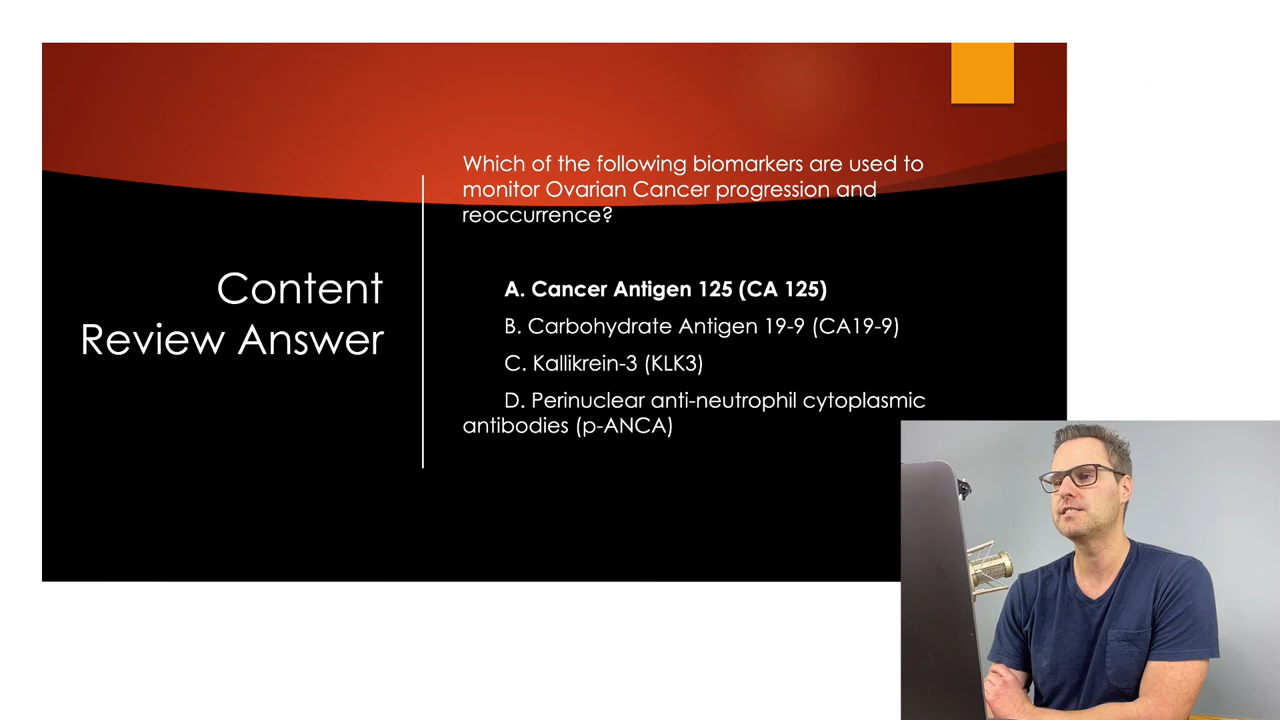 Content
Review Answer
Which of the following biomarkers are used to
monitor Ovarian Cancer progression and
reoccurrence?
A. Cancer Antigen 125 (CA 125)
B. Carbohydrate Antigen 19-9 (CA19-9)
C. Kallikrein-3 (KLK3)
D. Perinuclear anti-neutrophil cytoplasmic
antibodies (p-ANCA)